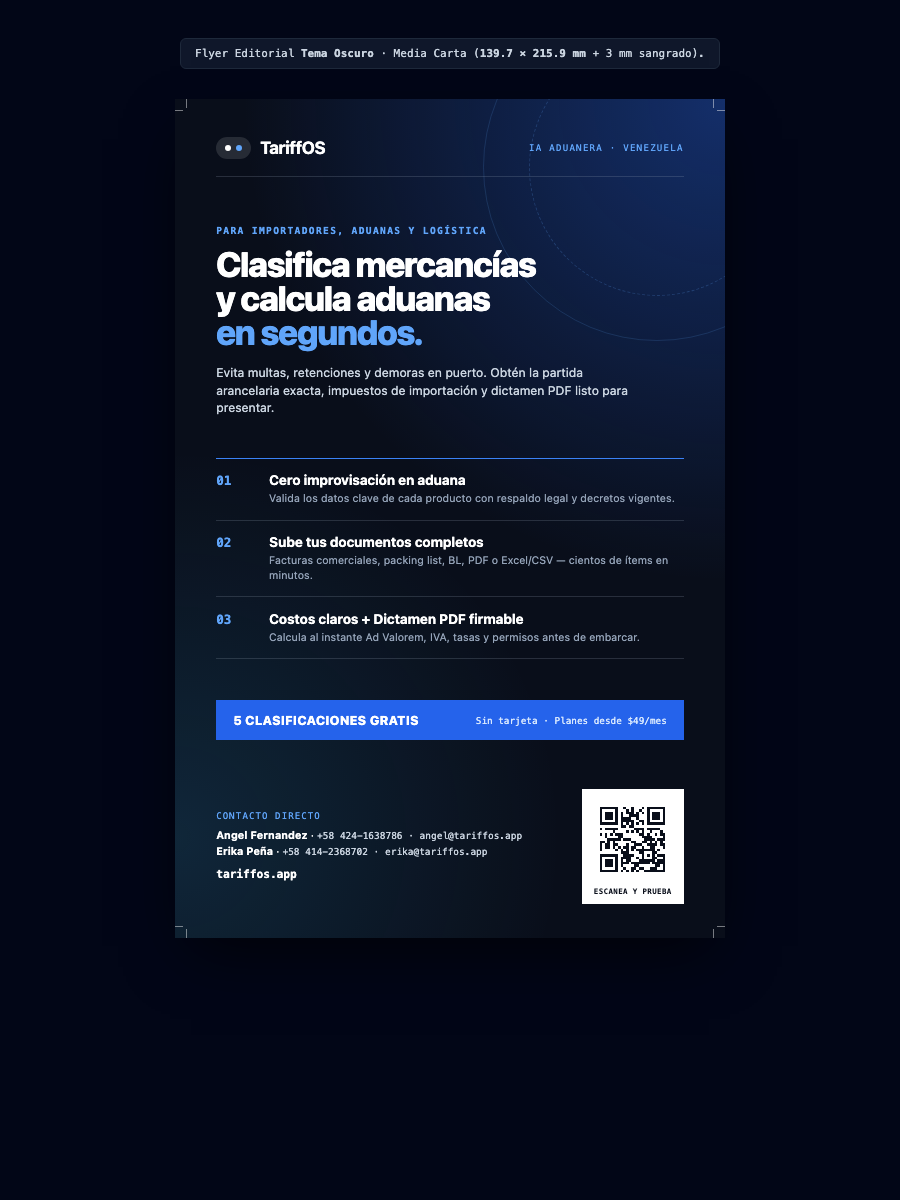 Flyer Editorial Tema Oscuro · Media Carta (139.7 × 215.9 mm + 3 mm sangrado).
TariffOS
IA ADUANERA · VENEZUELA
PARA IMPORTADORES, ADUANAS Y LOGÍSTICA
Clasifica mercancías
y calcula aduanas
en segundos.
Evita multas, retenciones y demoras en puerto. Obtén la partida
arancelaria exacta, impuestos de importación y dictamen PDF listo para
presentar.
01
Cero improvisación en aduana
Valida los datos clave de cada producto con respaldo legal y decretos vigentes.
02
Sube tus documentos completos
Facturas comerciales, packing list, BL, PDF o Excel/CSV — cientos de ítems en
minutos.
03
Costos claros + Dictamen PDF firmable
Calcula al instante Ad Valorem, IVA, tasas y permisos antes de embarcar.
5 CLASIFICACIONES GRATIS
Sin tarjeta · Planes desde $49/mes
CONTACTO DIRECTO
Angel Fernandez · +58 424-1638786 · angel@tariffos.app
Erika Peña · +58 414-2368702 · erika@tariffos.app
tariffos.app
ESCANEA Y PRUEBA